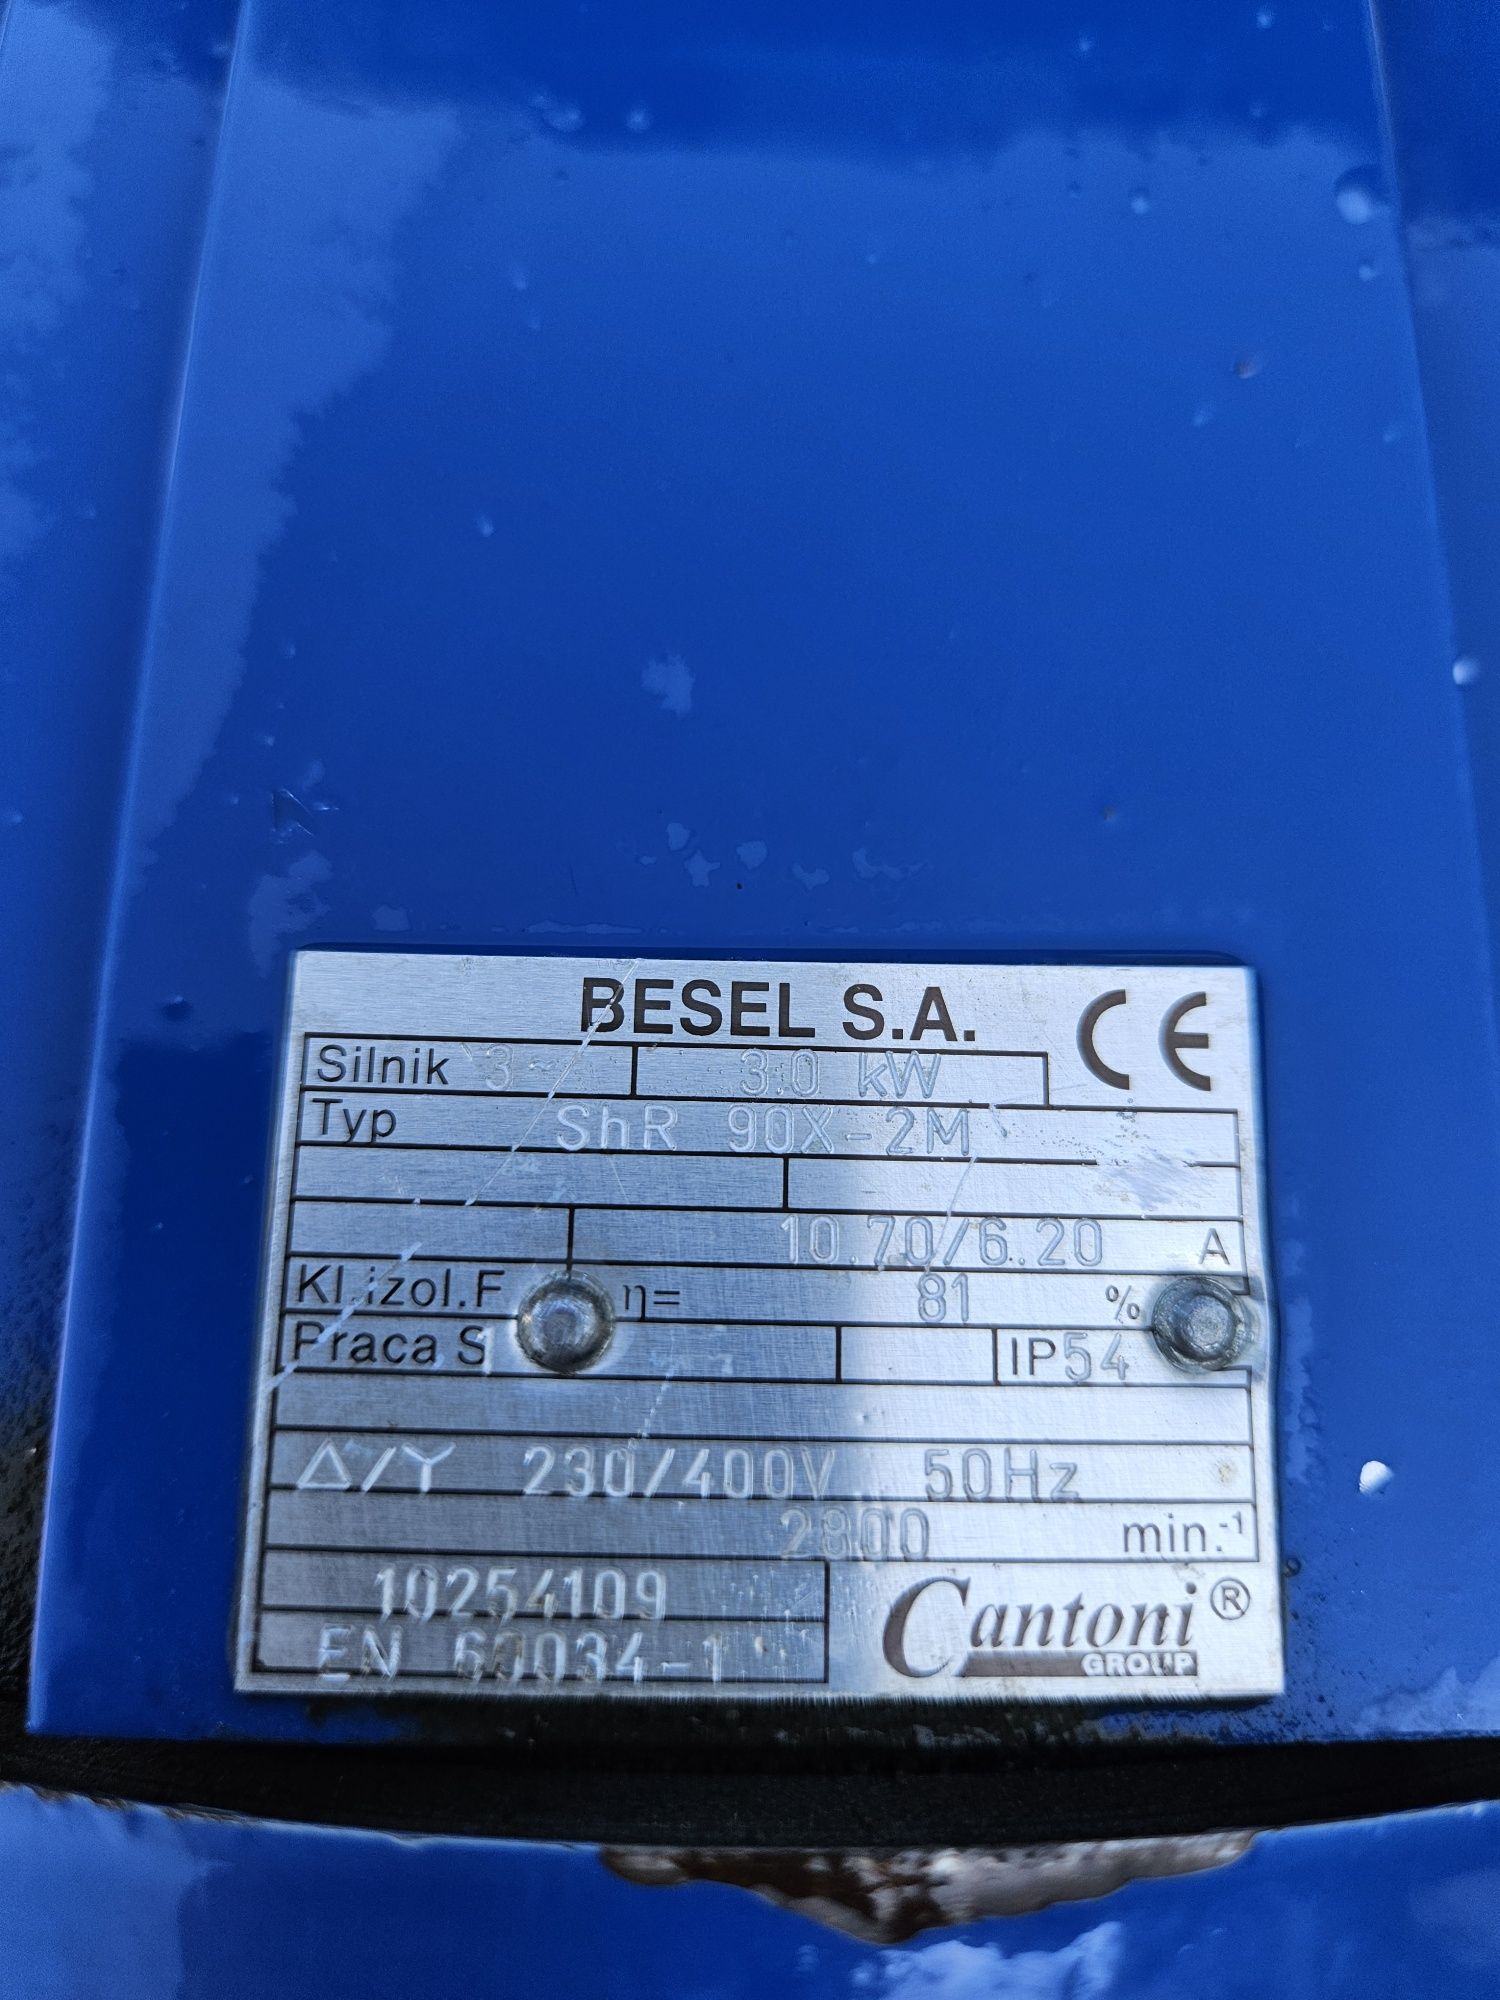 BESEL S.A. CE
Silnik 3~ 3.0 kW
Typ ShR 90X-2M
10.70/6.20 A
Kl.izol.F η= 81 %
Praca S1 IP54
Δ/Y 230/400V 50Hz
2800 min.⁻¹
10254109
EN 60034-1
Cantoni®
GROUP